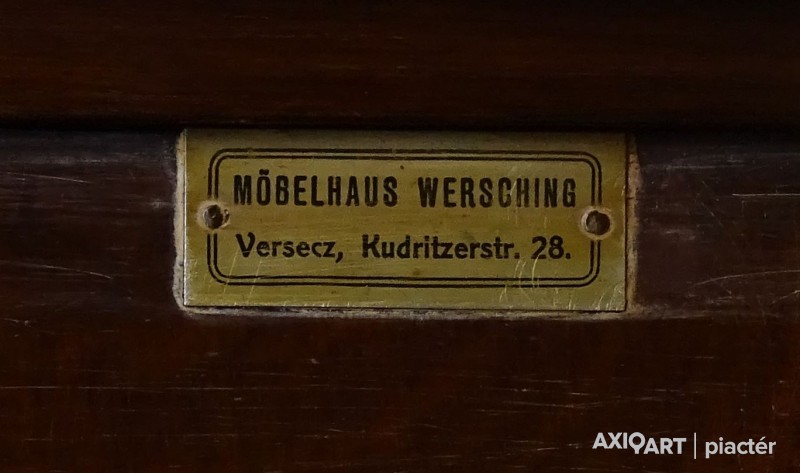 MÖBELHAUS WERSCHING
Versecz, Kudritzerstr. 28.
AXIOART | piactér